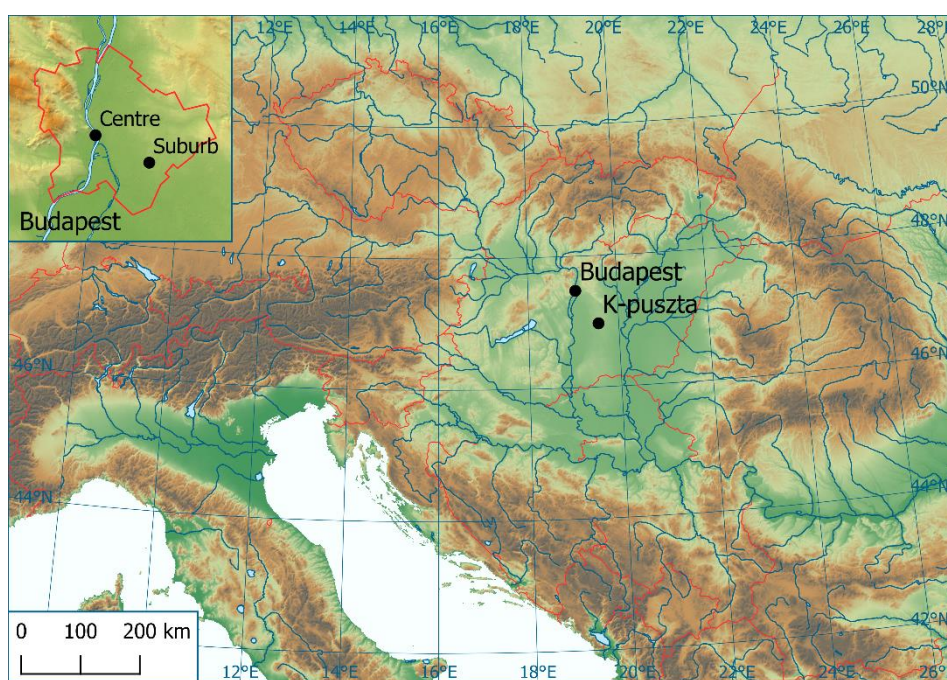 12°E 14°E 16°E 18°E 20°E 22°E 24°E 26°E 28°E
Centre
Suburb
Budapest
50°N
48°N
46°N
44°N
42°N
Budapest
K-puszta
46°N
44°N
0 100 200 km
12°E 14°E 16°E 18°E 20°E 22°E 24°E 26°E